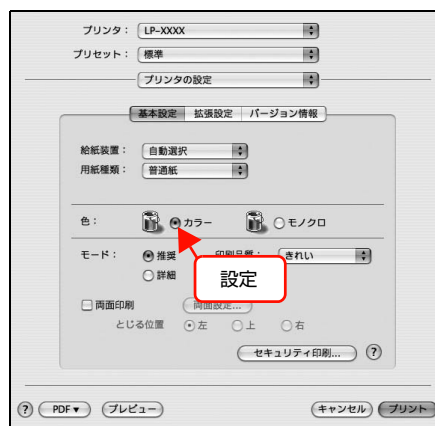 プリンタ： LP-XXXX
プリセット： 標準
プリンタの設定
基本設定 拡張設定 バージョン情報
給紙装置： 自動選択
用紙種類： 普通紙
色： カラー モノクロ
モード： 推奨 印刷品質： きれい
詳細
設定
両面印刷 両面設定...
とじる位置 左 上 右
セキュリティ印刷... ?
? PDF▼ プレビュー キャンセル プリント